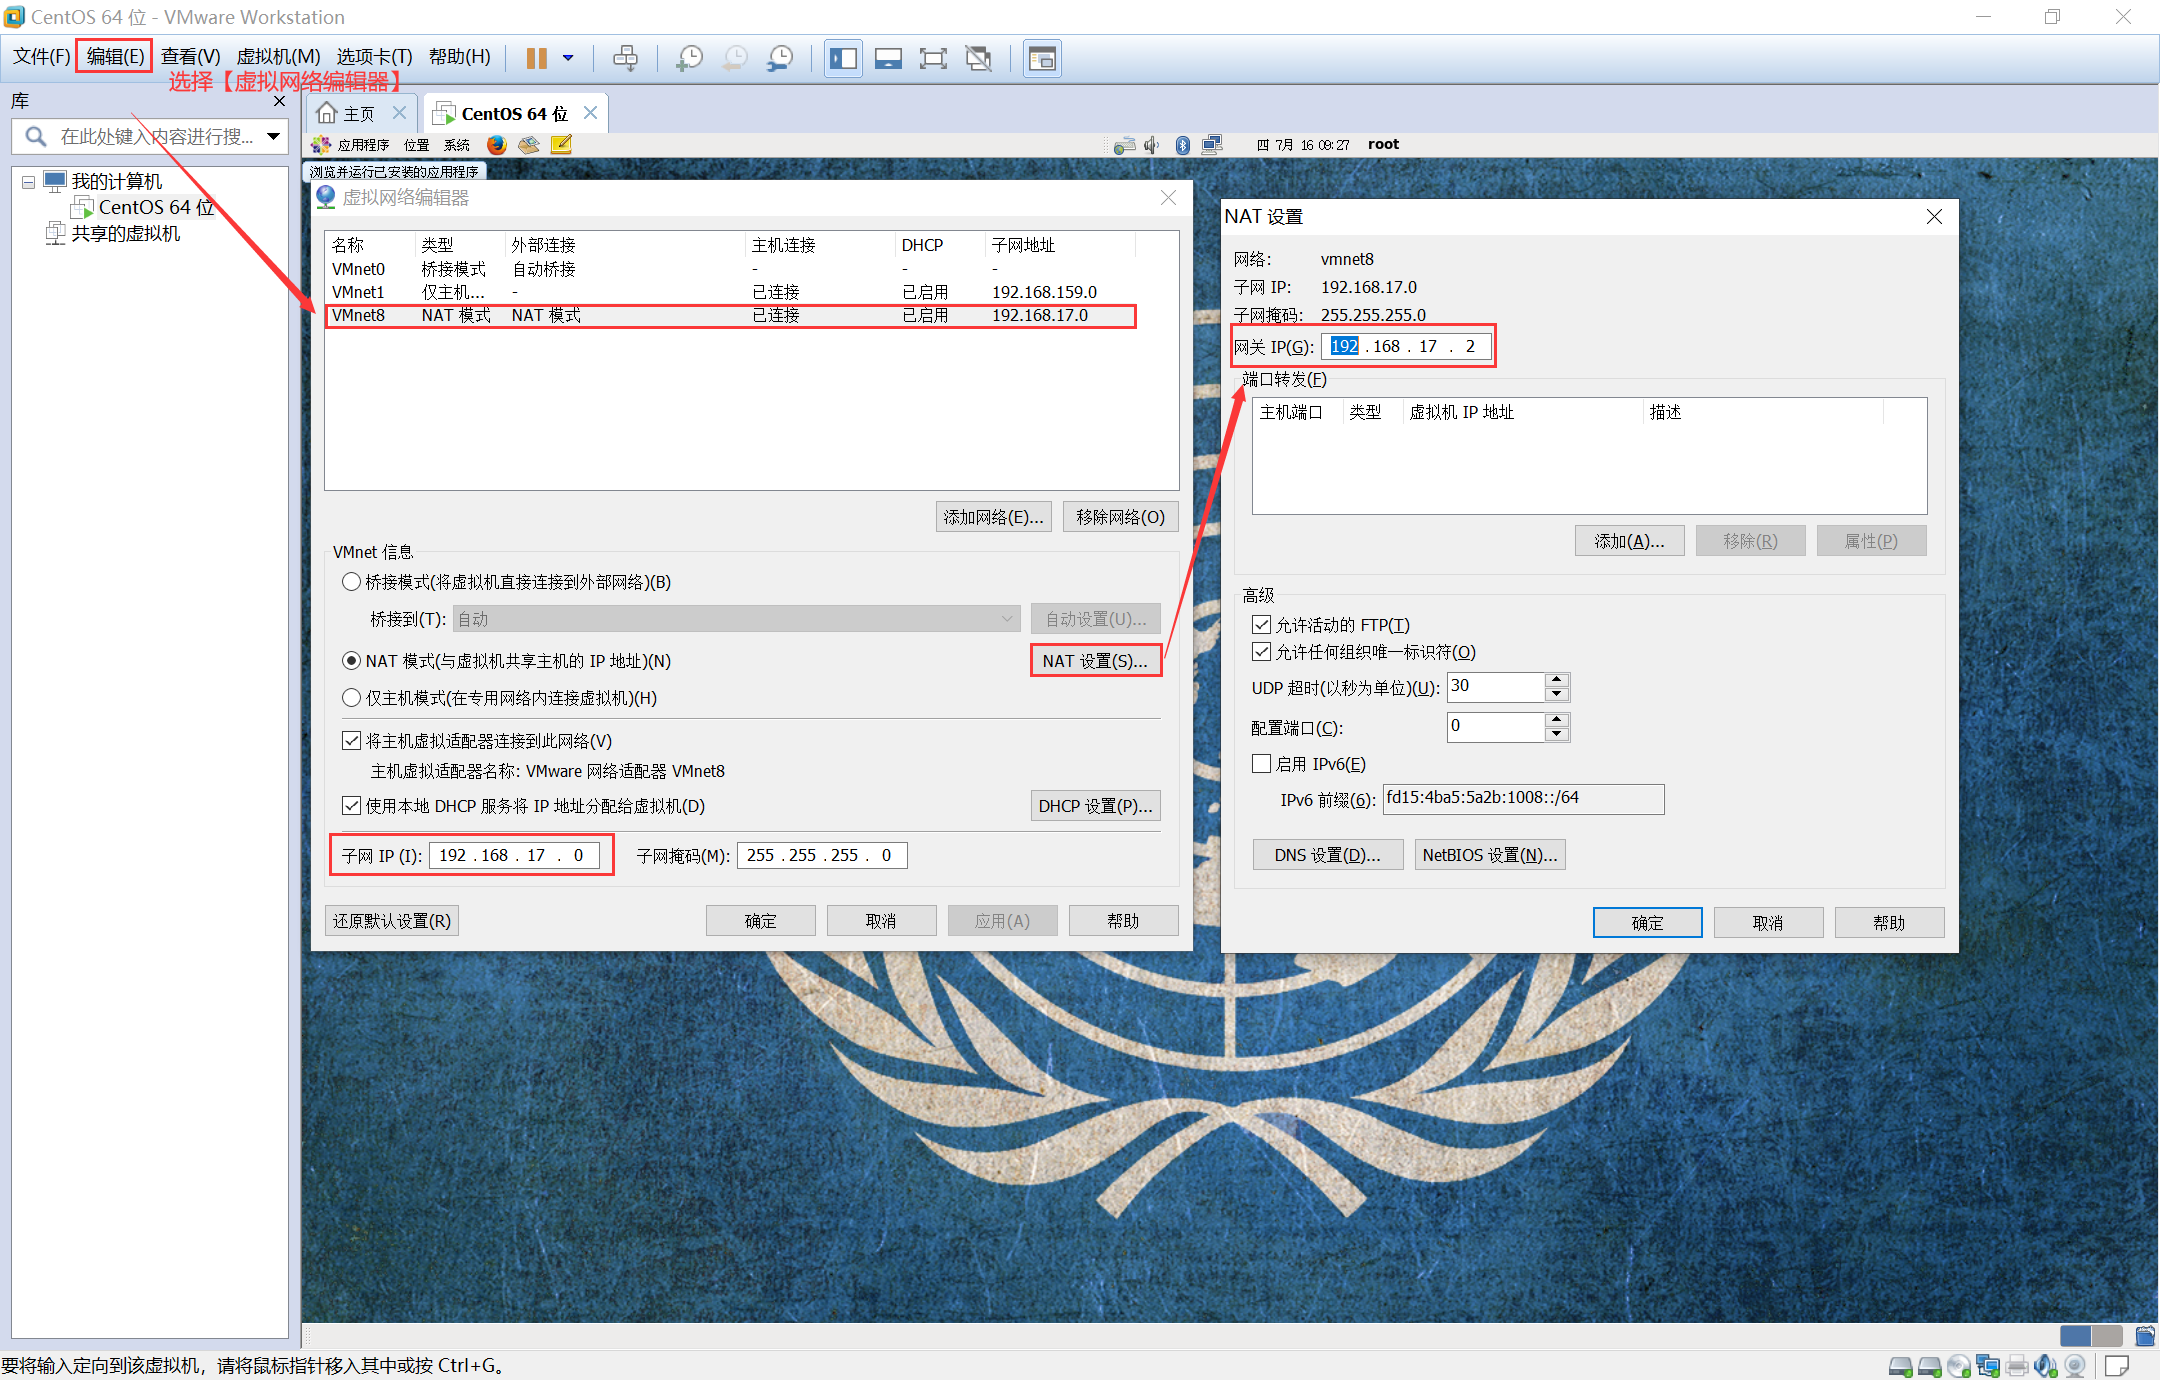 CentOS 64 位 - VMware Workstation
文件(F) 编辑(E) 查看(V) 虚拟机(M) 选项卡(T) 帮助(H)
选择【虚拟网络编辑器】
库
在此处键入内容进行搜...
我的计算机
CentOS 64 位
共享的虚拟机
主页 CentOS 64 位
应用程序 位置 系统 四 7月 16 09:27 root
浏览并运行已安装的应用程序
虚拟网络编辑器
名称 类型 外部连接 主机连接 DHCP 子网地址
VMnet0 桥接模式 自动桥接 - - -
VMnet1 仅主机... - 已连接 已启用 192.168.159.0
VMnet8 NAT 模式 NAT 模式 已连接 已启用 192.168.17.0
添加网络(E)... 移除网络(O)
VMnet 信息
桥接模式(将虚拟机直接连接到外部网络)(B)
桥接到(T): 自动 自动设置(U)...
NAT 模式(与虚拟机共享主机的 IP 地址)(N) NAT 设置(S)...
仅主机模式(在专用网络内连接虚拟机)(H)
将主机虚拟适配器连接到此网络(V)
主机虚拟适配器名称: VMware 网络适配器 VMnet8
使用本地 DHCP 服务将 IP 地址分配给虚拟机(D) DHCP 设置(P)...
子网 IP (I): 192 . 168 . 17 . 0 子网掩码(M): 255 . 255 . 255 . 0
还原默认设置(R) 确定 取消 应用(A) 帮助
NAT 设置
网络: vmnet8
子网 IP: 192.168.17.0
子网掩码: 255.255.255.0
网关 IP(G): 192 . 168 . 17 . 2
端口转发(F)
主机端口 类型 虚拟机 IP 地址 描述
添加(A)... 移除(R) 属性(P)
高级
允许活动的 FTP(T)
允许任何组织唯一标识符(O)
UDP 超时(以秒为单位)(U): 30
配置端口(C): 0
启用 IPv6(E)
IPv6 前缀(6): fd15:4ba5:5a2b:1008::/64
DNS 设置(D)... NetBIOS 设置(N)...
确定 取消 帮助
要将输入定向到该虚拟机，请将鼠标指针移入其中或按 Ctrl+G。